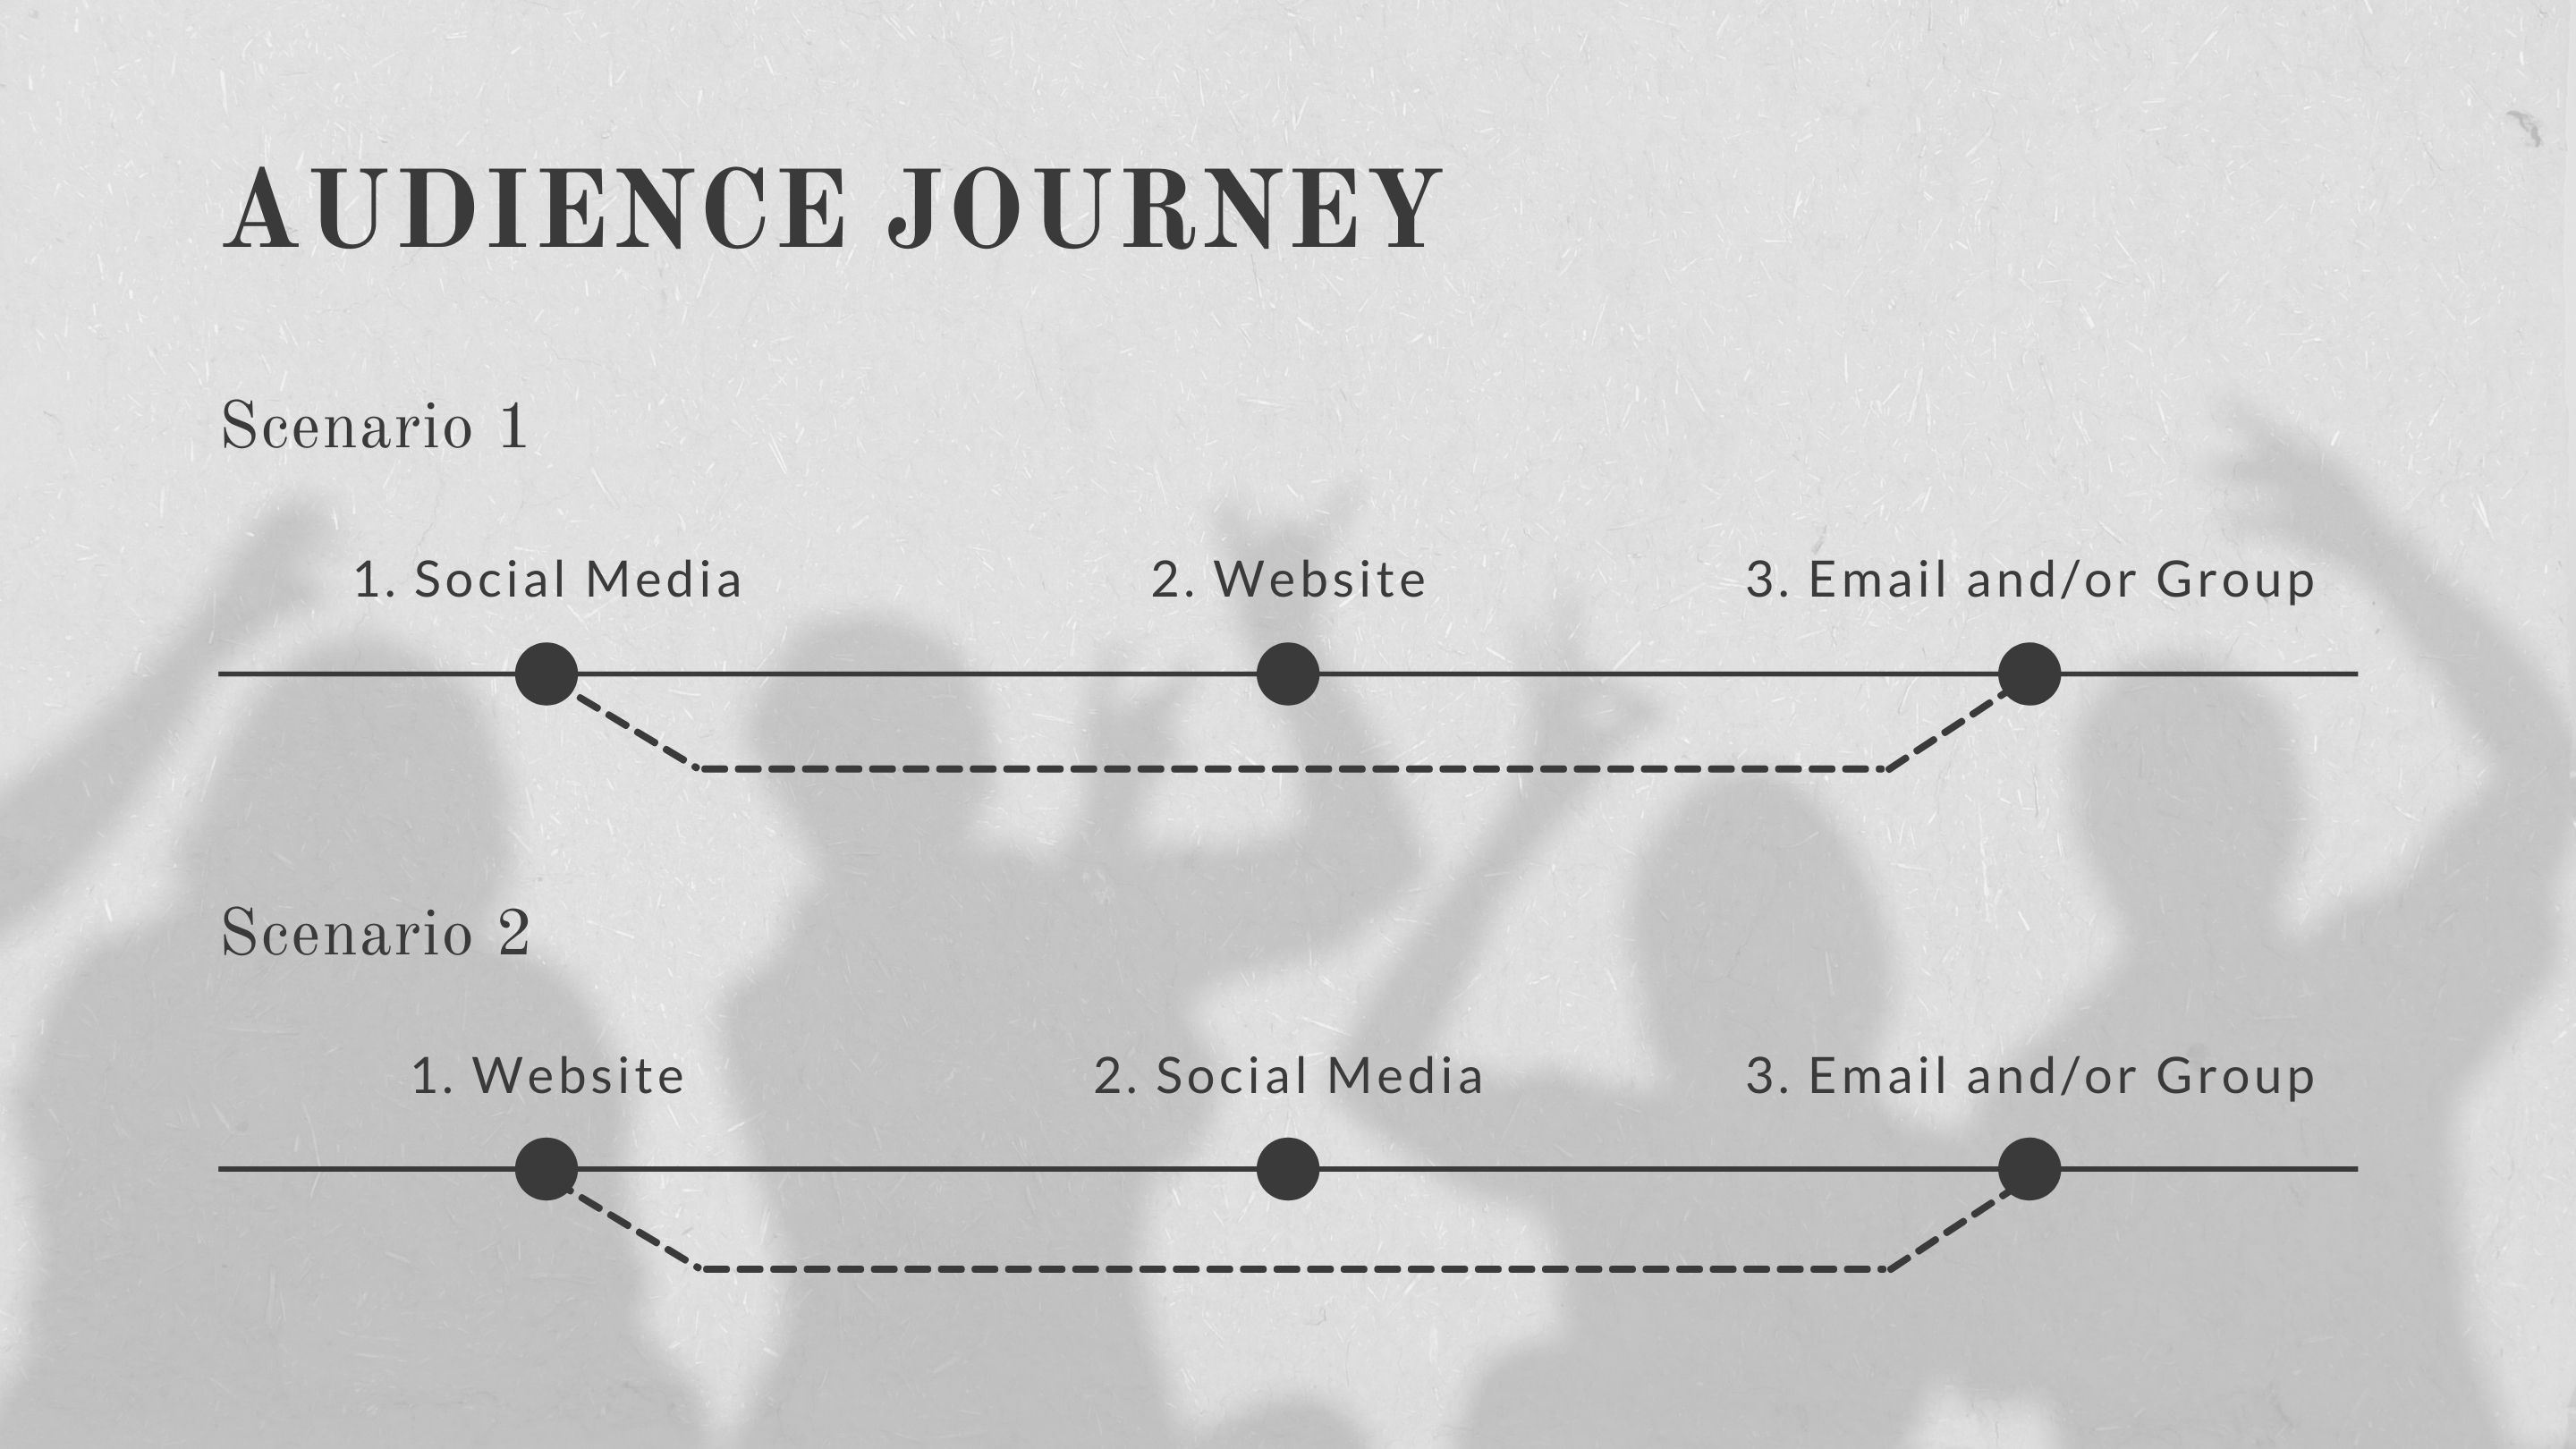 AUDIENCE JOURNEY
Scenario 1
1. Social Media
2. Website
3. Email and/or Group
Scenario 2
1. Website
2. Social Media
3. Email and/or Group